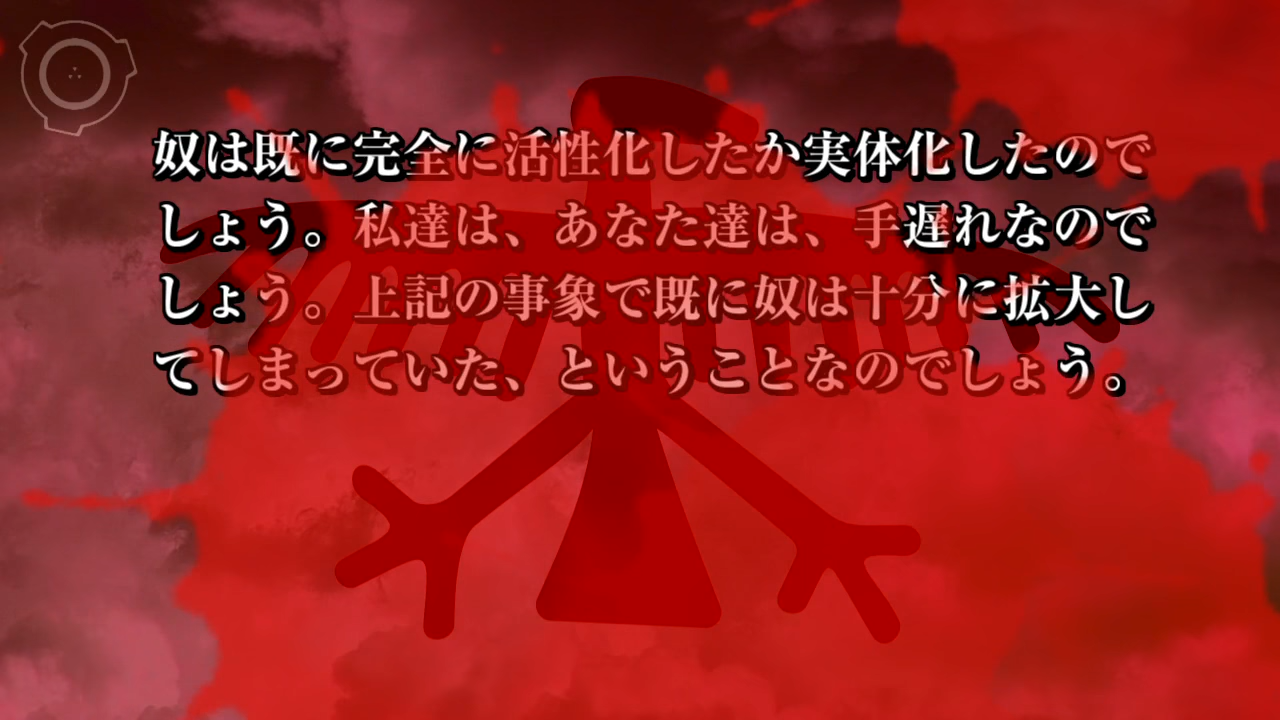 奴は既に完全に活性化したか実体化したので
しょう。私達は、あなた達は、手遅れなので
しょう。上記の事象で既に奴は十分に拡大し
てしまっていた、ということなのでしょう。